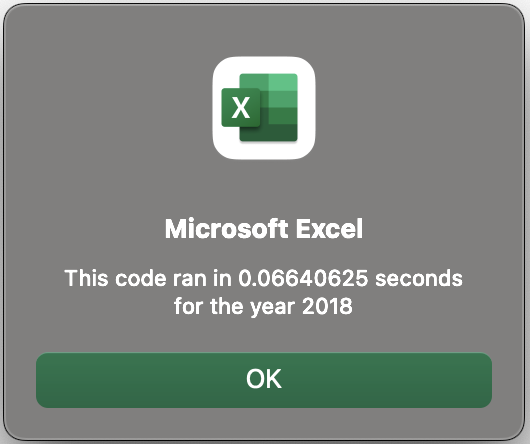 X
Microsoft Excel
This code ran in 0.06640625 seconds
for the year 2018
OK